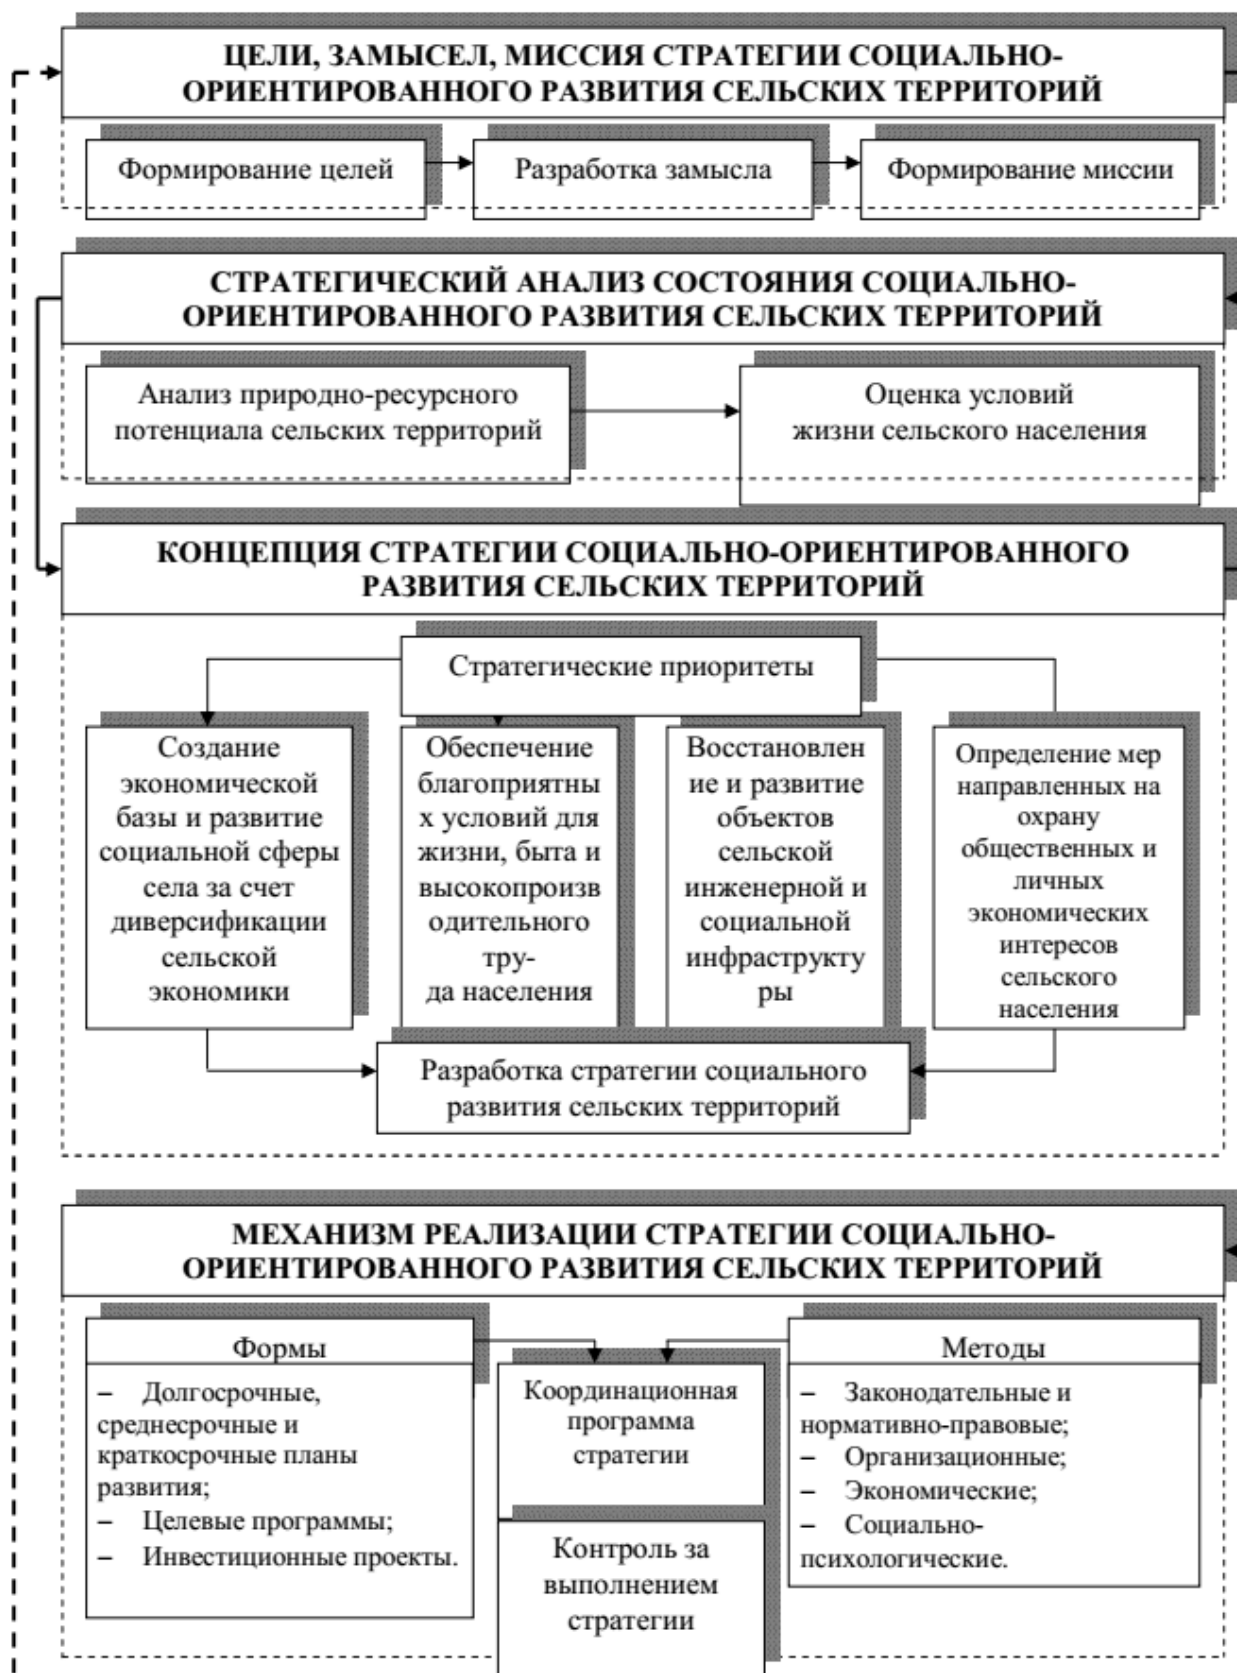 ЦЕЛИ, ЗАМЫСЕЛ, МИССИЯ СТРАТЕГИИ СОЦИАЛЬНО-
ОРИЕНТИРОВАННОГО РАЗВИТИЯ СЕЛЬСКИХ ТЕРРИТОРИЙ
Формирование целей
Разработка замысла
Формирование миссии
СТРАТЕГИЧЕСКИЙ АНАЛИЗ СОСТОЯНИЯ СОЦИАЛЬНО-
ОРИЕНТИРОВАННОГО РАЗВИТИЯ СЕЛЬСКИХ ТЕРРИТОРИЙ
Анализ природно-ресурсного
потенциала сельских территорий
Оценка условий
жизни сельского населения
КОНЦЕПЦИЯ СТРАТЕГИИ СОЦИАЛЬНО-ОРИЕНТИРОВАННОГО
РАЗВИТИЯ СЕЛЬСКИХ ТЕРРИТОРИЙ
Стратегические приоритеты
Создание
экономической
базы и развитие
социальной сферы
села за счет
диверсификации
сельской
экономики
Обеспечение
благоприятны
х условий для
жизни, быта и
высокопроизв
одительного
тру-
да населения
Восстановлен
ие и развитие
объектов
сельской
инженерной и
социальной
инфраструкту
ры
Определение мер
направленных на
охрану
общественных и
личных
экономических
интересов
сельского
населения
Разработка стратегии социального
развития сельских территорий
МЕХАНИЗМ РЕАЛИЗАЦИИ СТРАТЕГИИ СОЦИАЛЬНО-
ОРИЕНТИРОВАННОГО РАЗВИТИЯ СЕЛЬСКИХ ТЕРРИТОРИЙ
Формы
– Долгосрочные,
среднесрочные и
краткосрочные планы
развития;
– Целевые программы;
– Инвестиционные проекты.
Координационная
программа
стратегии
Контроль за
выполнением
стратегии
Методы
– Законодательные и
нормативно-правовые;
– Организационные;
– Экономические;
– Социально-
психологические.